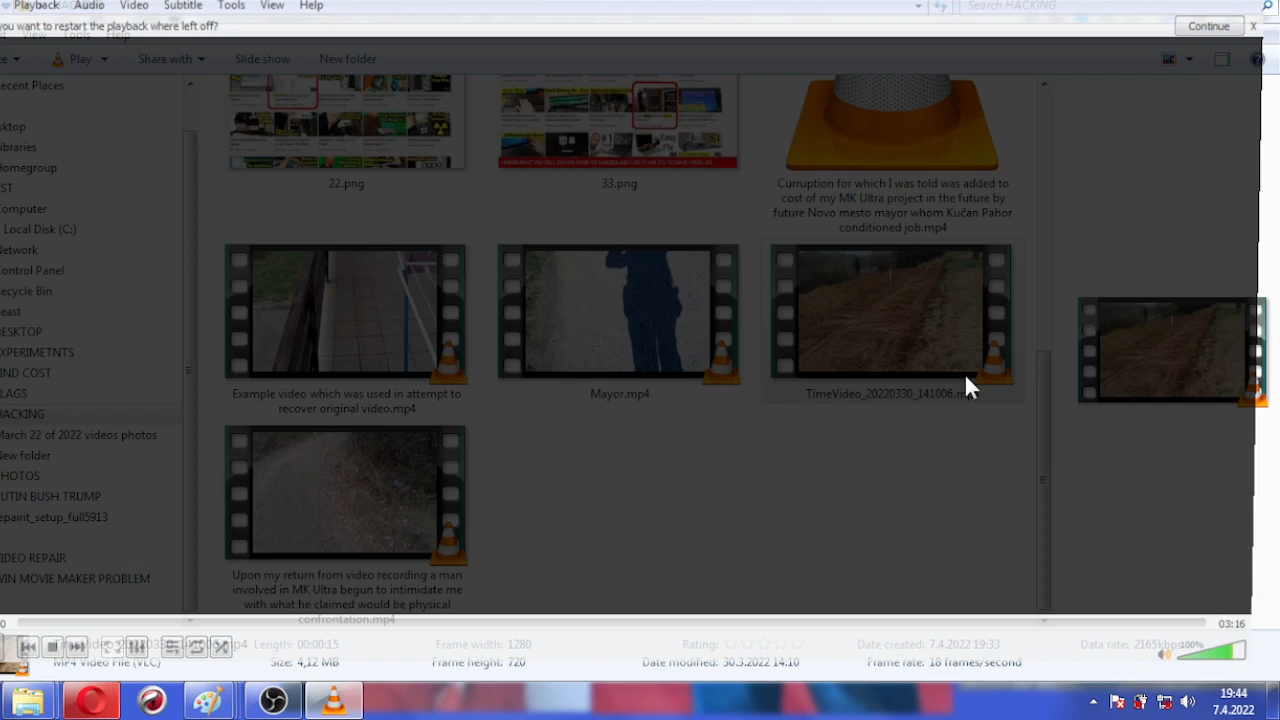 Playback Audio Video Subtitle Tools View Help
Search HACKING
you want to restart the playback where left off?
Continue X
View Tools Help
Play Share with Slide show New folder
ecent Places
sktop
ibraries
omegroup
ST
omputer
Local Disk (C:)
etwork
ontrol Panel
ecycle Bin
east
DESKTOP
XPERIMETNTS
IND COST
LAGS
HACKING
March 22 of 2022 videos photos
ew folder
HOTOS
UTIN BUSH TRUMP
epairit_setup_full5913
IDEO REPAIR
WIN MOVIE MAKER PROBLEM
22.png
33.png
Curruption for which I was told was added to
cost of my MK Ultra project in the future by
future Novo mesto mayor whom Kučan Pahor
conditioned job.mp4
Example video which was used in attempt to
recover original video.mp4
Mayor.mp4
TimeVideo_20220330_141006.m
Upon my return from video recording a man
involved in MK Ultra begun to intimidate me
with what he claimed would be physical
confrontation.mp4
03:16
Length: 00:00:15
Frame width: 1280
Rating:
Date created: 7.4.2022 19:33
Data rate: 2165kbps
100%
MP4 Video File (VLC)
Size: 4,12 MB
Frame height: 720
Date modified: 30.3.2022 14:10
Frame rate: 18 frames/second
19:44
7.4.2022